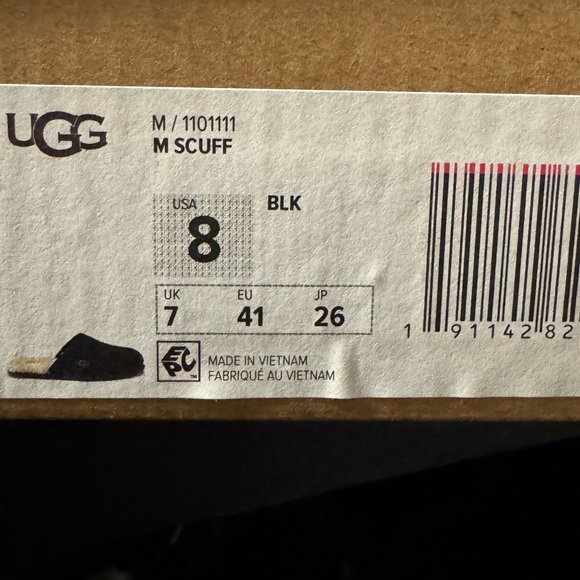 UGG
M / 1101111
M SCUFF
USA
8
BLK
UK EU JP
7 41 26
1 91142 82
EPC
MADE IN VIETNAM
FABRIQUÉ AU VIETNAM